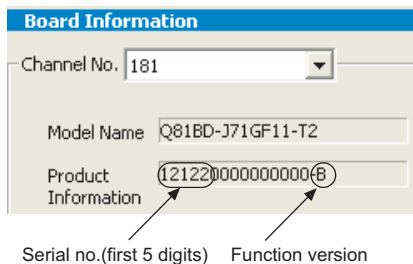 Board Information
Channel No. 181
Model Name Q81BD-J71GF11-T2
Product Information 121220000000000-B
Serial no.(first 5 digits) Function version